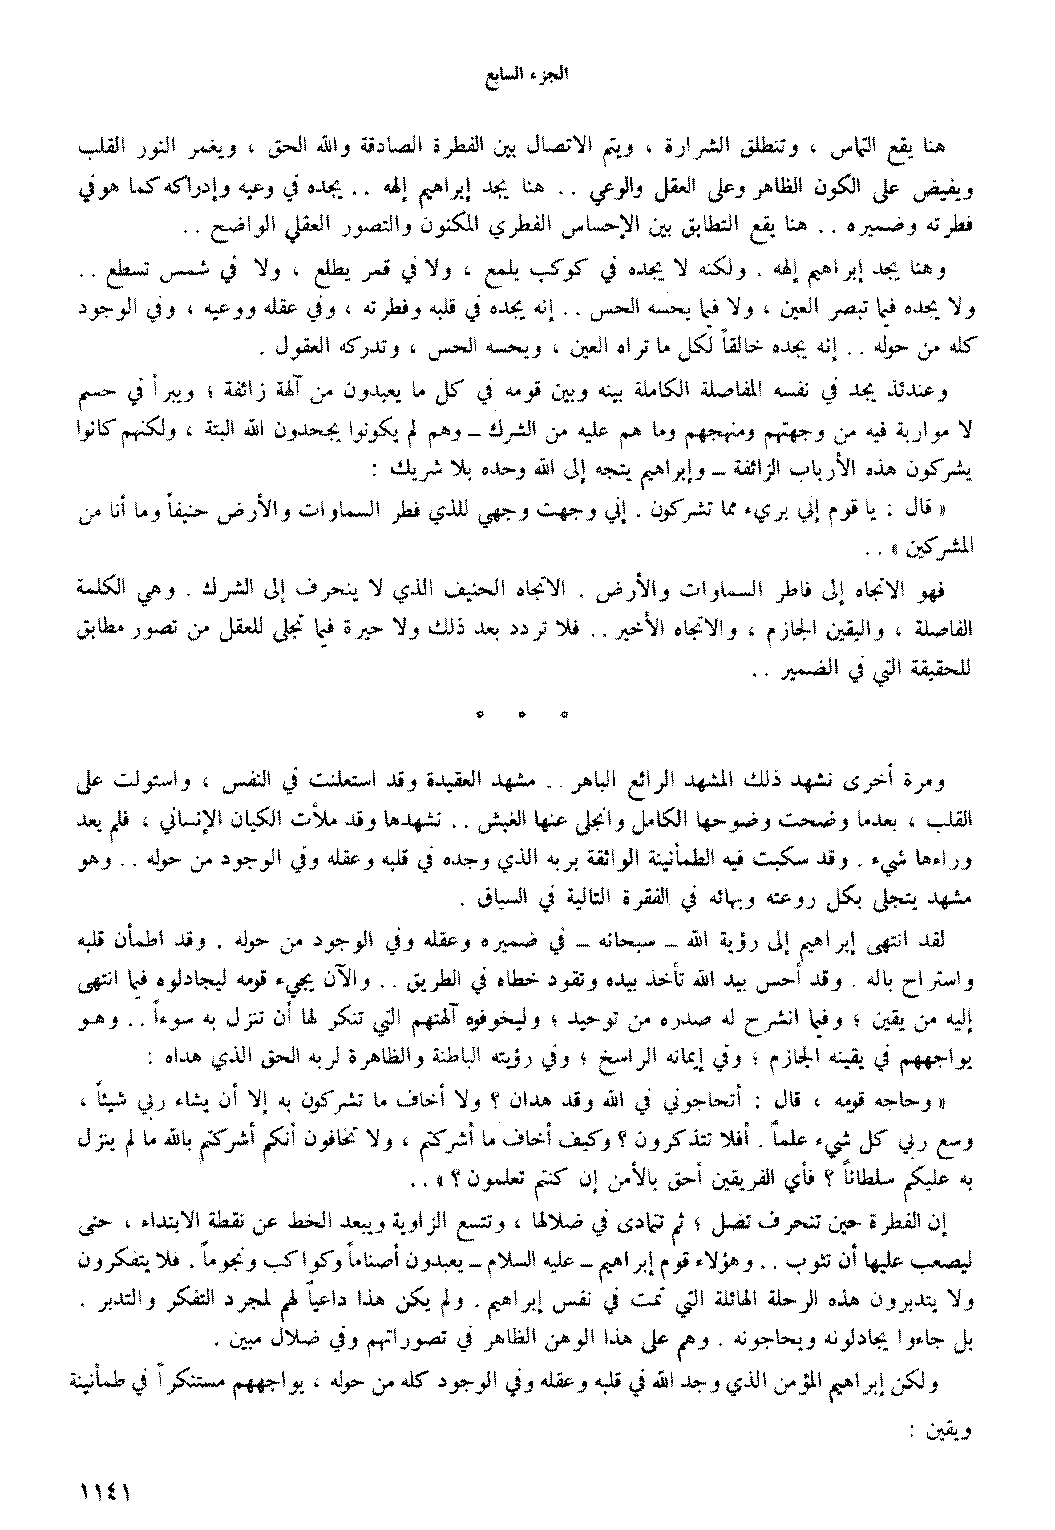 الجزء السابع
هنا يقع التماس ، وتنطلق الشرارة ، ويتم الاتصال بين الفطرة الصادقة والله الحق ، ويغمر النور القلب
ويفيض على الكون الظاهر وعلى العقل والوعي .. هنا يجد إبراهيم إلهه .. يجده في وعيه وإدراكه كما هو في
فطرته وضميره .. هنا يقع التطابق بين الإحساس الفطري المكنون والتصور العقلي الواضح ..
وهنا يجد إبراهيم إلهه . ولكنه لا يجده في كوكب يلمع ، ولا في قمر يطلع ، ولا في شمس تسطع ..
ولا يجده فيما تبصر العين ، ولا فيما يحسه الحس .. إنه يجده في قلبه وفطرته ، وفي عقله ووعيه ، وفي الوجود
كله من حوله .. إنه يجده خالقاً لكل ما تراه العين ، ويحسه الحس ، وتدركه العقول .
وعندئذ يجد في نفسه المفاصلة الكاملة بينه وبين قومه في كل ما يعبدون من آلهة زائفة ؛ ويبرأ في حسم
لا مواربة فيه من وجهتهم ومنهجهم وما هم عليه من الشرك – وهم لم يكونوا يجحدون الله البتة ، ولكنهم كانوا
يشركون هذه الأرباب الزائفة – وإبراهيم يتجه إلى الله وحده بلا شريك :
« قال : يا قوم إني بريء مما تشركون . إني وجهت وجهي للذي فطر السماوات والأرض حنيفاً وما أنا من
المشركين » ..
فهو الاتجاه إلى فاطر السماوات والأرض . الاتجاه الحنيف الذي لا ينحرف إلى الشرك . وهي الكلمة
الفاصلة ، واليقين الجازم ، والاتجاه الأخير .. فلا تردد بعد ذلك ولا حيرة فيما تجلى للعقل من تصور مطابق
للحقيقة التي في الضمير ..
* * *
ومرة أخرى نشهد ذلك المشهد الرائع الباهر .. مشهد العقيدة وقد استعلنت في النفس ، واستولت على
القلب ، بعدما وضحت وضوحها الكامل وانجلى عنها الغبش .. نشهدها وقد ملأت الكيان الإنساني ، فلم يعد
وراءها شيء . وقد سكبت فيه الطمأنينة الواثقة بربه الذي وجده في قلبه وعقله وفي الوجود من حوله .. وهو
مشهد يتجلى بكل روعته وبهائه في الفقرة التالية في السياق .
لقد انتهى إبراهيم إلى رؤية الله – سبحانه – في ضميره وعقله وفي الوجود من حوله . وقد اطمأن قلبه
واستراح باله . وقد أحس بيد الله تأخذ بيده وتقود خطاه في الطريق .. والآن يجيء قومه ليجادلوه فيما انتهى
إليه من يقين ؛ وفيما انشرح له صدره من توحيد ؛ وليخوفوه آلهتهم التي تنكر لها أن تنزل به سوءاً .. وهو
يواجههم في يقينه الجازم ؛ وفي إيمانه الراسخ ؛ وفي رؤيته الباطنة والظاهرة لربه الحق الذي هداه :
« وحاجه قومه ، قال : أتحاجوني في الله وقد هدان ؟ ولا أخاف ما تشركون به إلا أن يشاء ربي شيئاً ،
وسع ربي كل شيء علماً . أفلا تتذكرون ؟ وكيف أخاف ما أشركتم ، ولا تخافون أنكم أشركتم بالله ما لم ينزل
به عليكم سلطاناً ؟ فأي الفريقين أحق بالأمن إن كنتم تعلمون ؟ » ..
إن الفطرة حين تنحرف تضل ؛ ثم تتمادى في ضلالها ، وتتسع الزاوية ويبعد الخط عن نقطة الابتداء ، حتى
ليصعب عليها أن تثوب .. وهؤلاء قوم إبراهيم – عليه السلام – يعبدون أصناماً وكواكب ونجوماً . فلا يتفكرون
ولا يتدبرون هذه الرحلة الهائلة التي تمت في نفس إبراهيم . ولم يكن هذا داعياً لهم لمجرد التفكر والتدبر .
بل جاءوا يجادلونه ويحاجونه . وهم على هذا الوهن الظاهر في تصوراتهم وفي ضلال مبين .
ولكن إبراهيم المؤمن الذي وجد الله في قلبه وعقله وفي الوجود كله من حوله ، يواجههم مستنكراً في طمأنينة
ويقين :
١١٤١